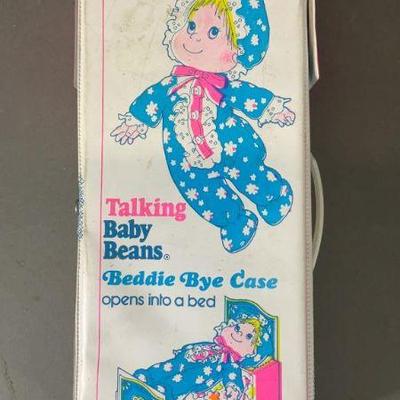 Talking
Baby
Beans®
Beddie Bye Case
opens into a bed